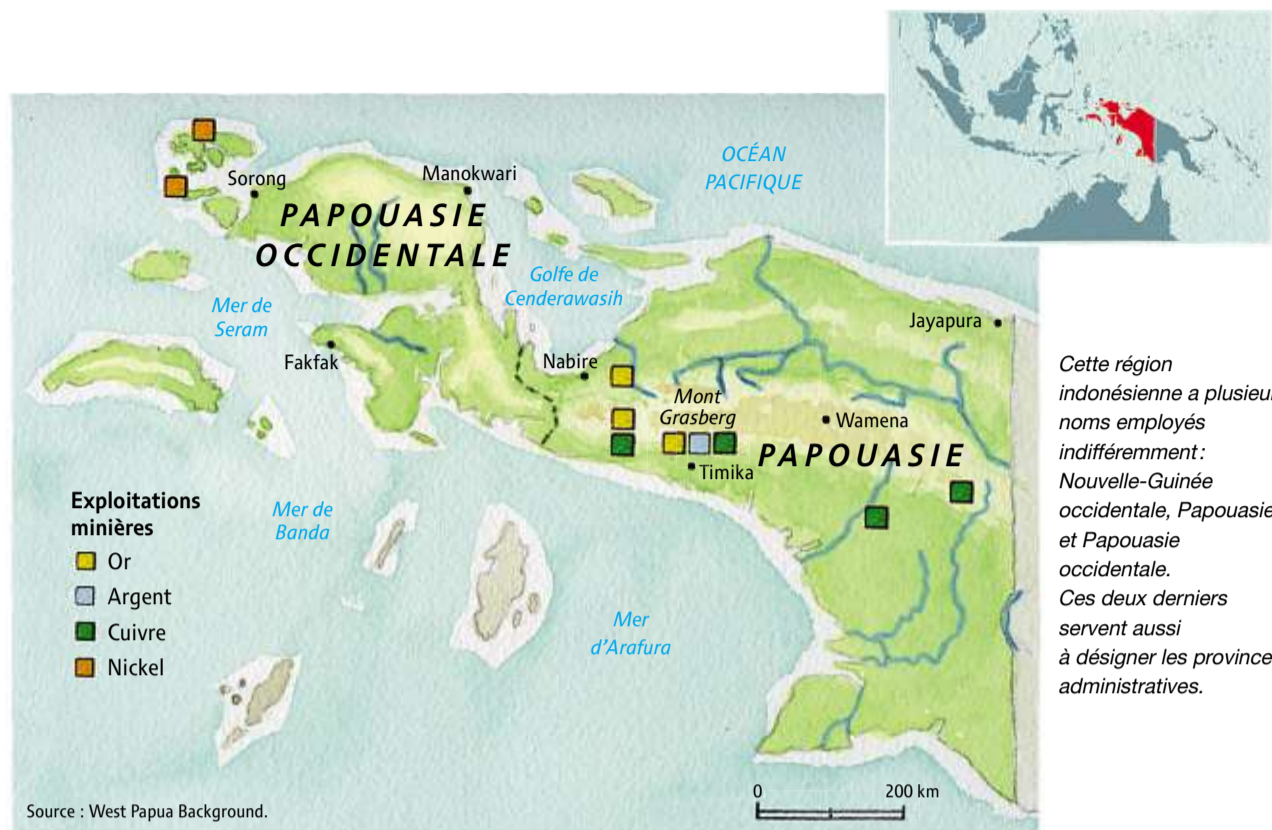 OCÉAN
PACIFIQUE
Sorong
Manokwari
PAPOUASIE
OCCIDENTALE
Golfe de
Cenderawasih
Mer de
Seram
Jayapura
Fakfak
Nabire
Mont
Grasberg
Wamena
PAPOUASIE
Timika
Mer de
Banda
Mer
d'Arafura
Exploitations
minières
Or
Argent
Cuivre
Nickel
0 200 km
Source : West Papua Background.
Cette région
indonésienne a plusieu
noms employés
indifféremment :
Nouvelle-Guinée
occidentale, Papouasie
et Papouasie
occidentale.
Ces deux derniers
servent aussi
à désigner les province
administratives.